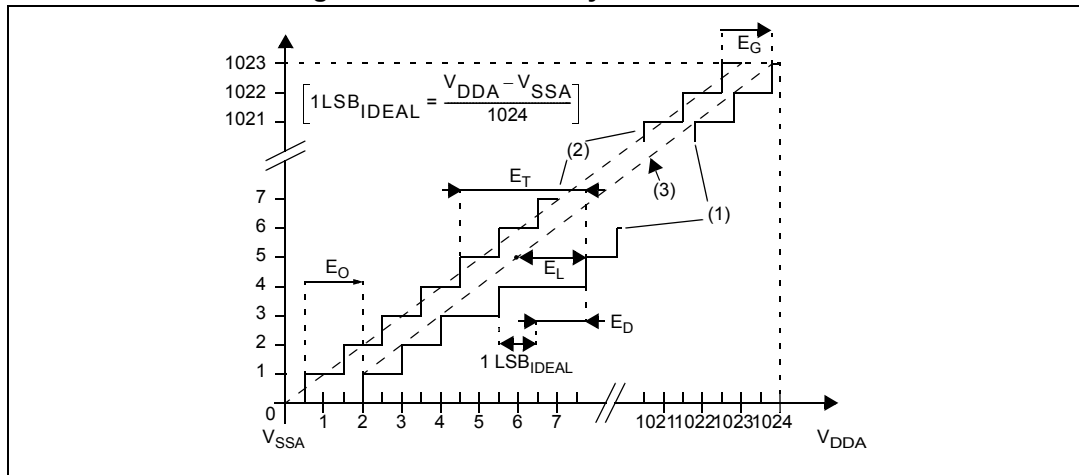 E_G
1023
1022
1021
[1LSB_IDEAL = (V_DDA – V_SSA) / 1024]
(2)
(3)
(1)
E_T
7
6
5
4
3
2
1
0
E_O
E_L
E_D
1 LSB_IDEAL
1 2 3 4 5 6 7 1021 1022 1023 1024
V_SSA
V_DDA